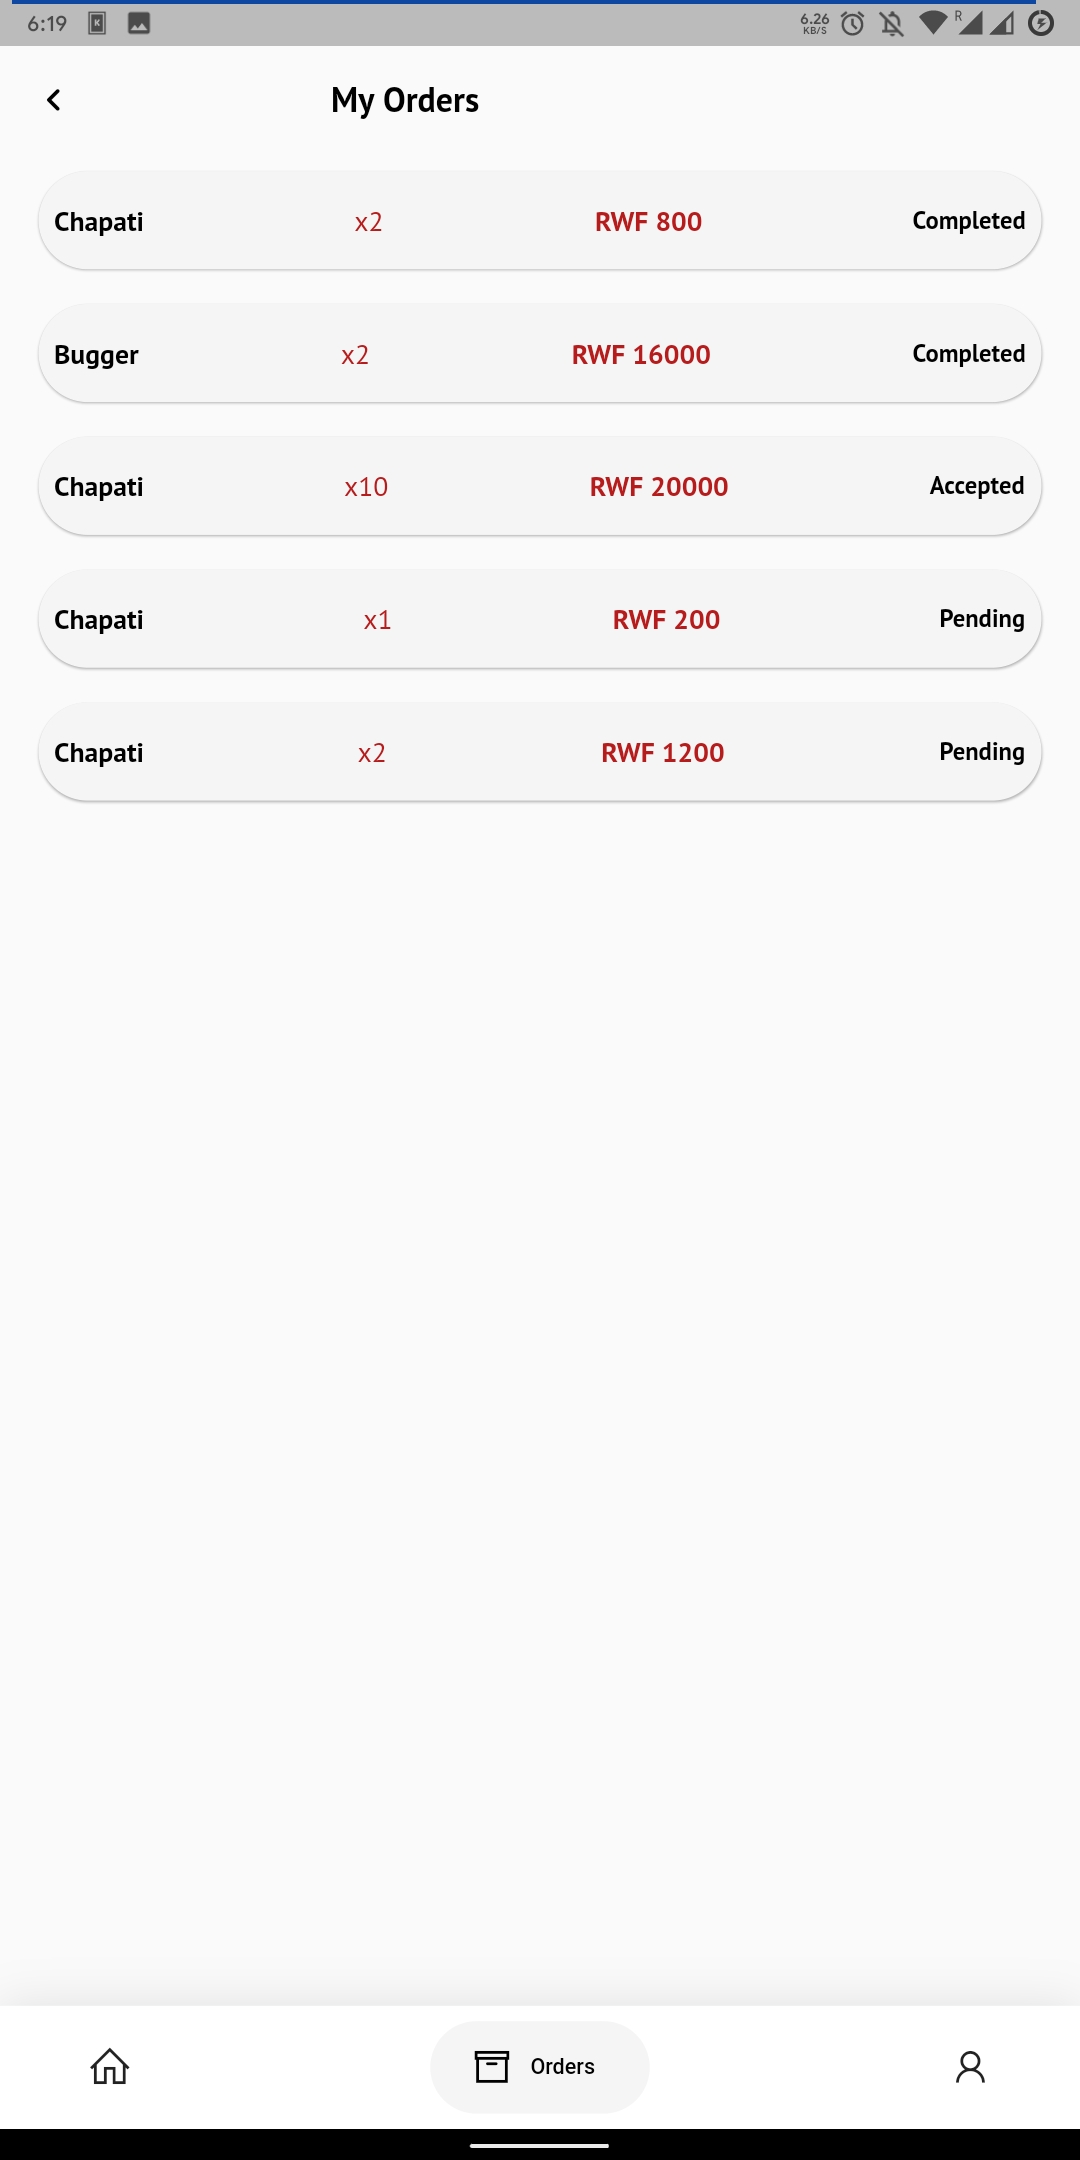 6:19 6.26 KB/S R
My Orders
Chapati x2 RWF 800 Completed
Bugger x2 RWF 16000 Completed
Chapati x10 RWF 20000 Accepted
Chapati x1 RWF 200 Pending
Chapati x2 RWF 1200 Pending
Orders